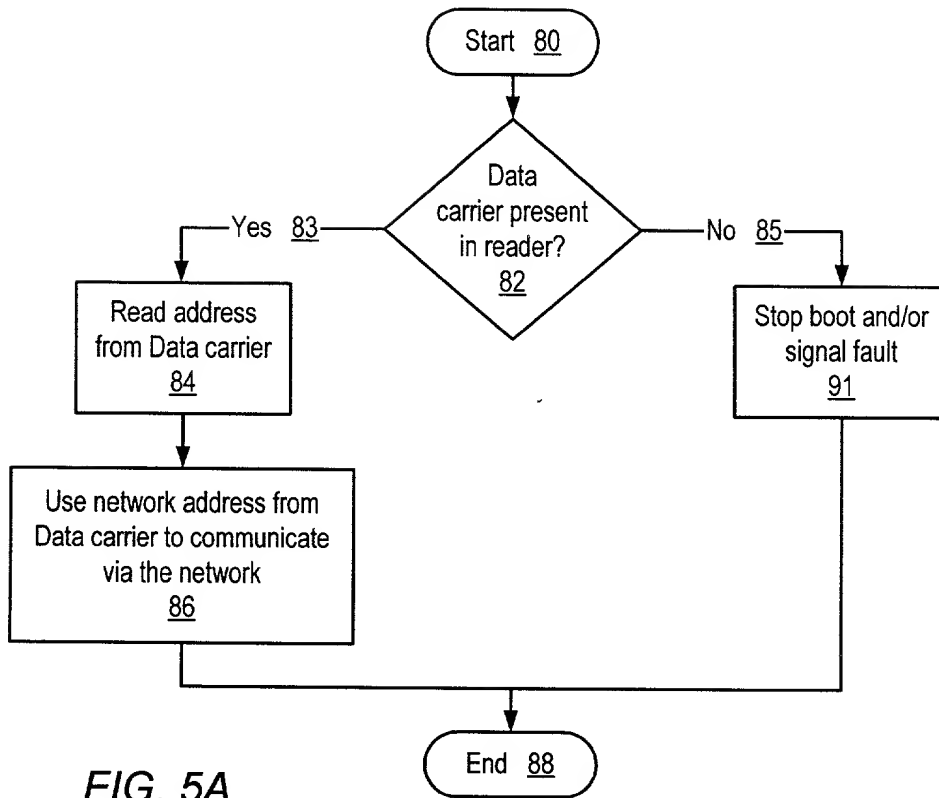 Start 80
Data
carrier present
in reader?
82
Yes 83
No 85
Read address
from Data carrier
84
Stop boot and/or
signal fault
91
Use network address from
Data carrier to communicate
via the network
86
End 88
FIG. 5A